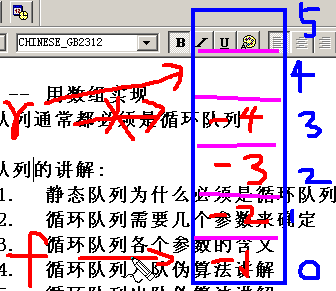 CHINESE_GB2312
B I U
-- 用数组实现
队列通常都必须是循环队列
队列的讲解:
1. 静态队列为什么必须是循环队列
2. 循环队列需要几个参数来确定
3. 循环队列各个参数的含义
4. 循环队列 队伪算法讲解
5
4
3
2
1
0
-4
-3
-2
-1
r
f